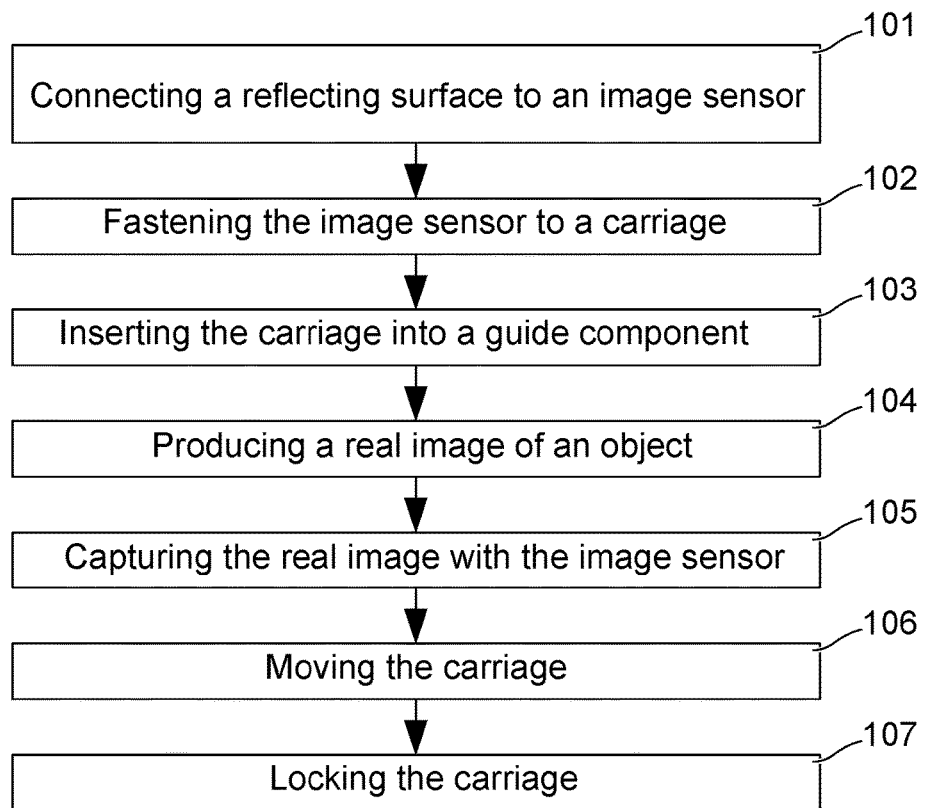 101
Connecting a reflecting surface to an image sensor
102
Fastening the image sensor to a carriage
103
Inserting the carriage into a guide component
104
Producing a real image of an object
105
Capturing the real image with the image sensor
106
Moving the carriage
107
Locking the carriage